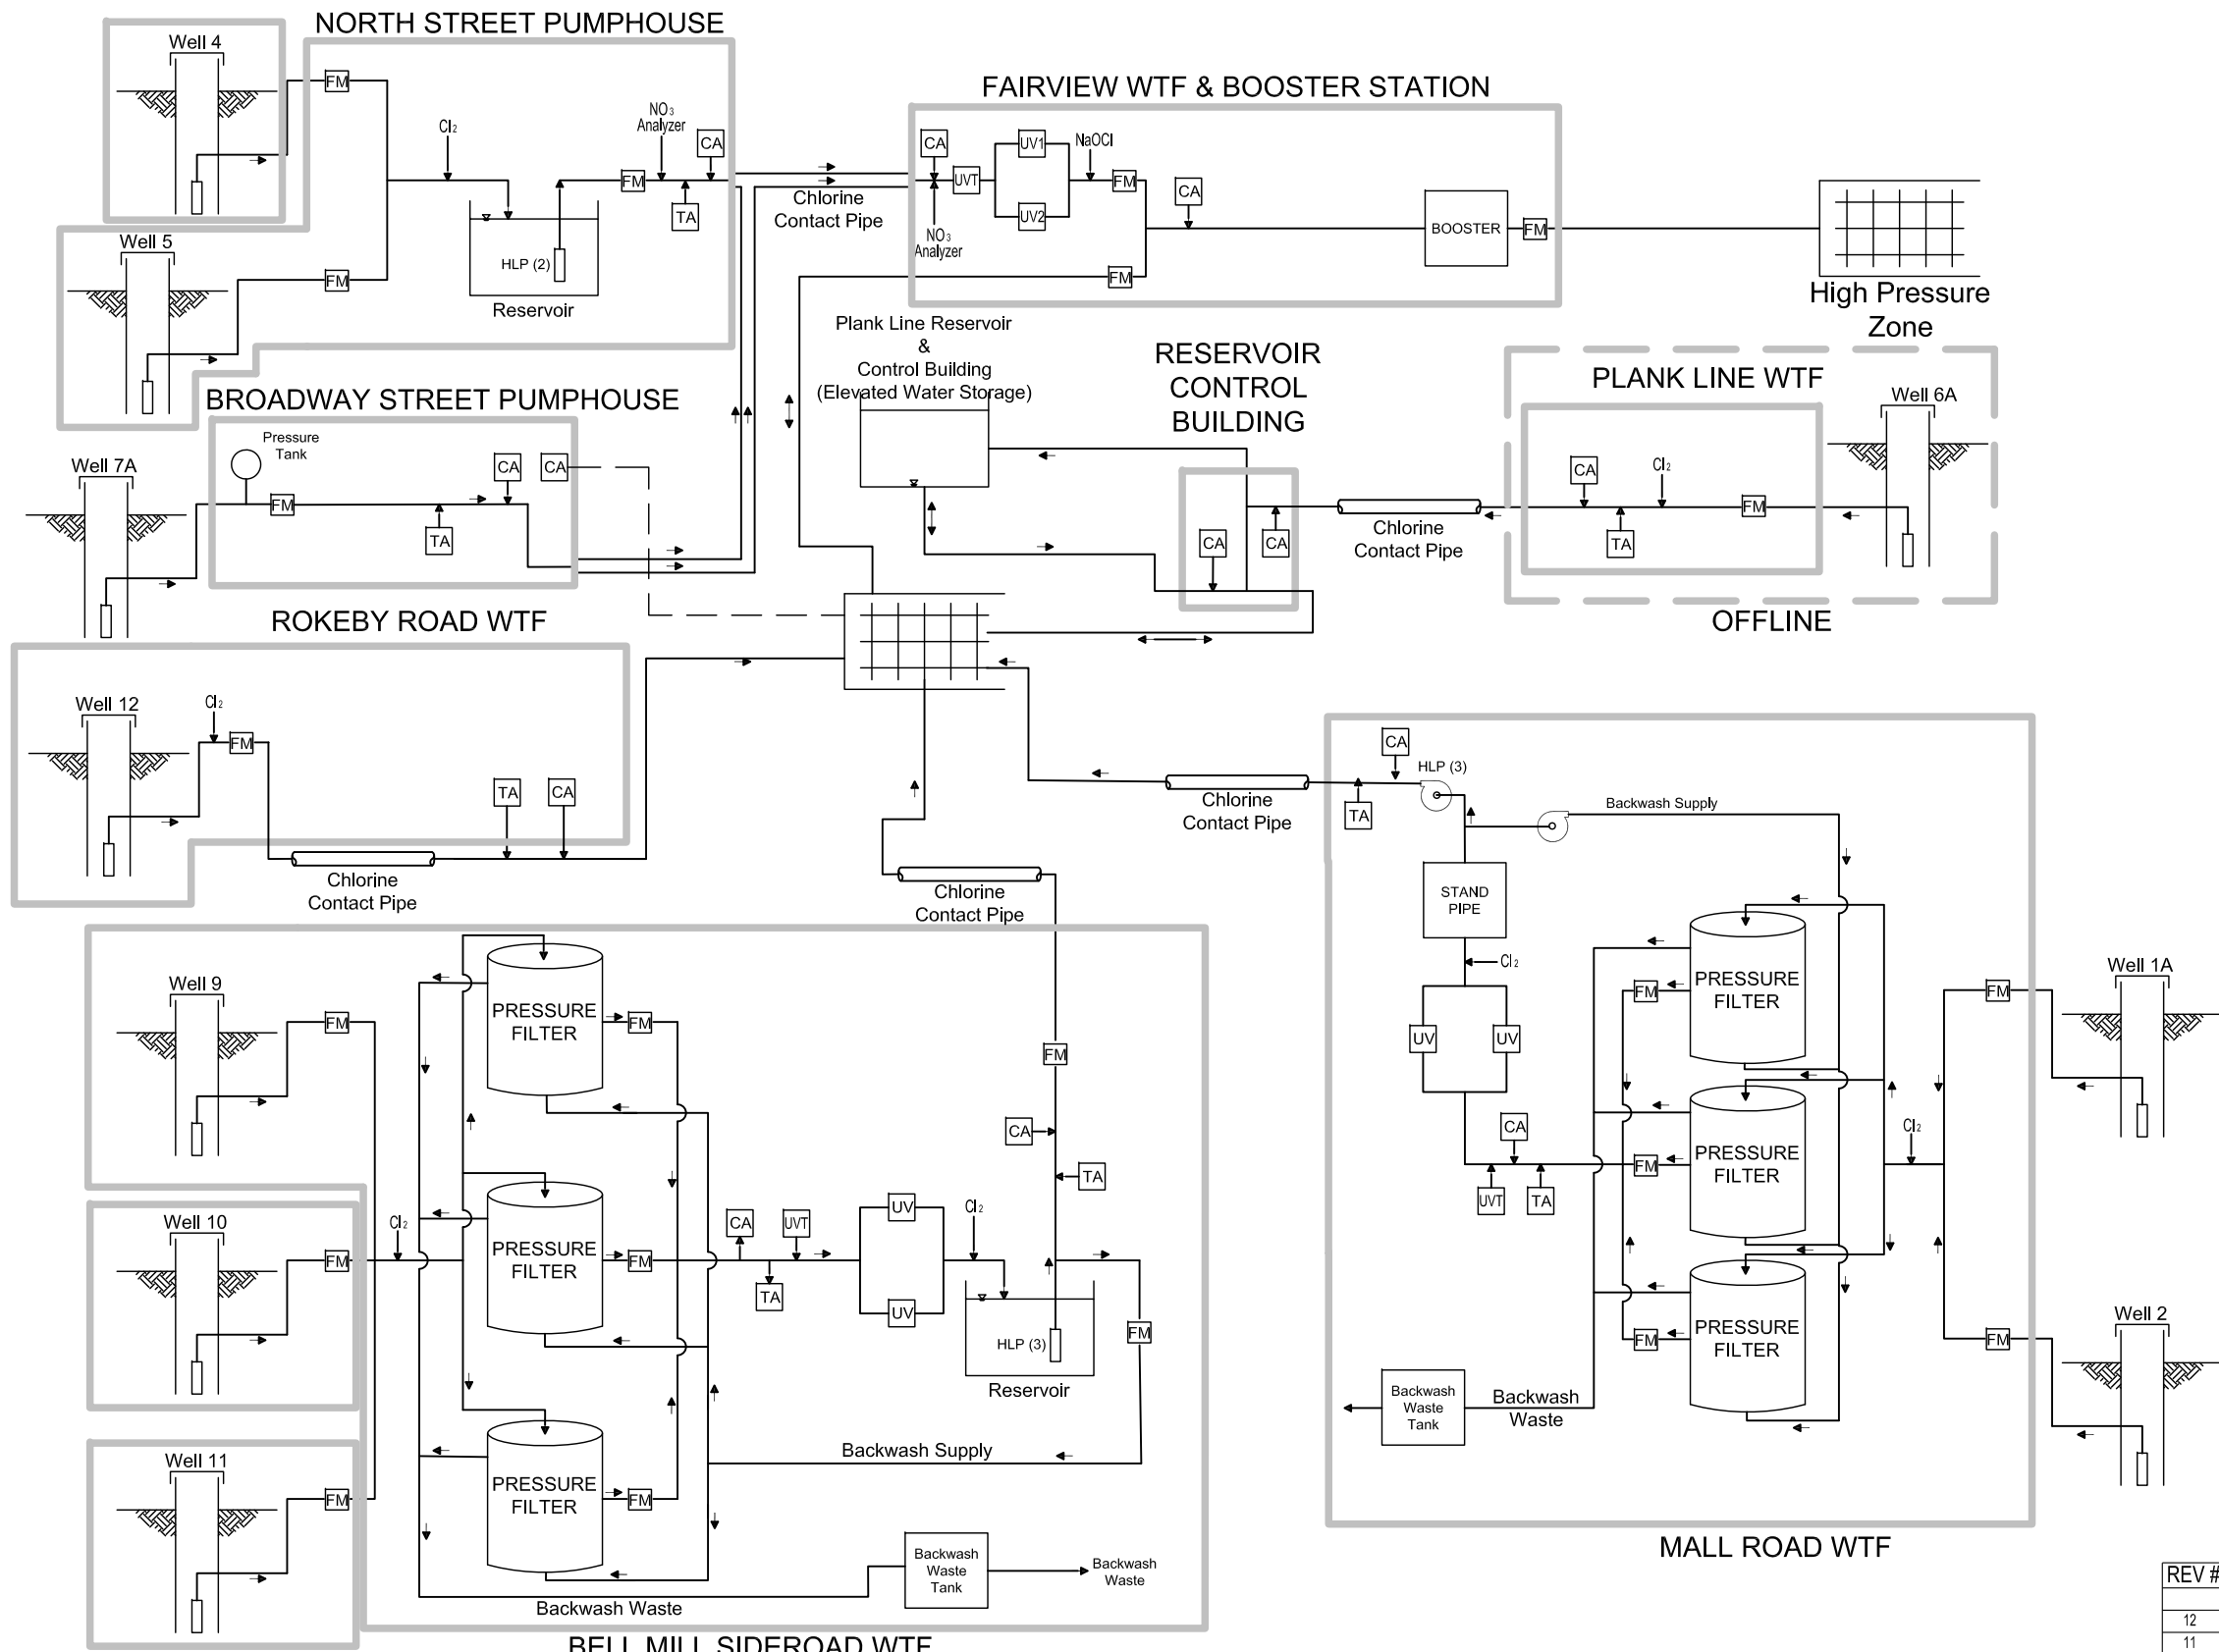 NORTH STREET PUMPHOUSE
Well 4
FM
Cl₂
NO₃
Analyzer
CA
FM
TA
HLP (2)
Reservoir
Well 5
FM
Chlorine
Contact Pipe
FAIRVIEW WTF & BOOSTER STATION
CA
UVT
NO₃
Analyzer
UV1
UV2
NaOCl
FM
FM
CA
BOOSTER
FM
High Pressure
Zone
BROADWAY STREET PUMPHOUSE
Well 7A
Pressure
Tank
FM
TA
CA
CA
Plank Line Reservoir
&
Control Building
(Elevated Water Storage)
RESERVOIR
CONTROL
BUILDING
CA
CA
Chlorine
Contact Pipe
PLANK LINE WTF
Well 6A
CA
Cl₂
TA
FM
OFFLINE
ROKEBY ROAD WTF
Well 12
Cl₂
FM
TA
CA
Chlorine
Contact Pipe
Chlorine
Contact Pipe
Chlorine
Contact Pipe
CA
HLP (3)
TA
Backwash Supply
STAND
PIPE
Cl₂
UV
UV
CA
UVT
TA
PRESSURE
FILTER
FM
PRESSURE
FILTER
FM
PRESSURE
FILTER
FM
Cl₂
FM
Well 1A
FM
Well 2
Backwash
Waste
Tank
Backwash
Waste
MALL ROAD WTF
Well 9
FM
Well 10
FM
Well 11
FM
Cl₂
PRESSURE
FILTER
FM
PRESSURE
FILTER
FM
PRESSURE
FILTER
FM
CA
UVT
TA
UV
UV
Cl₂
FM
CA
TA
HLP (3)
Reservoir
FM
Backwash Supply
Backwash
Waste
Tank
Backwash
Waste
Backwash Waste
BELL MILL SIDEROAD WTF
REV #
12
11